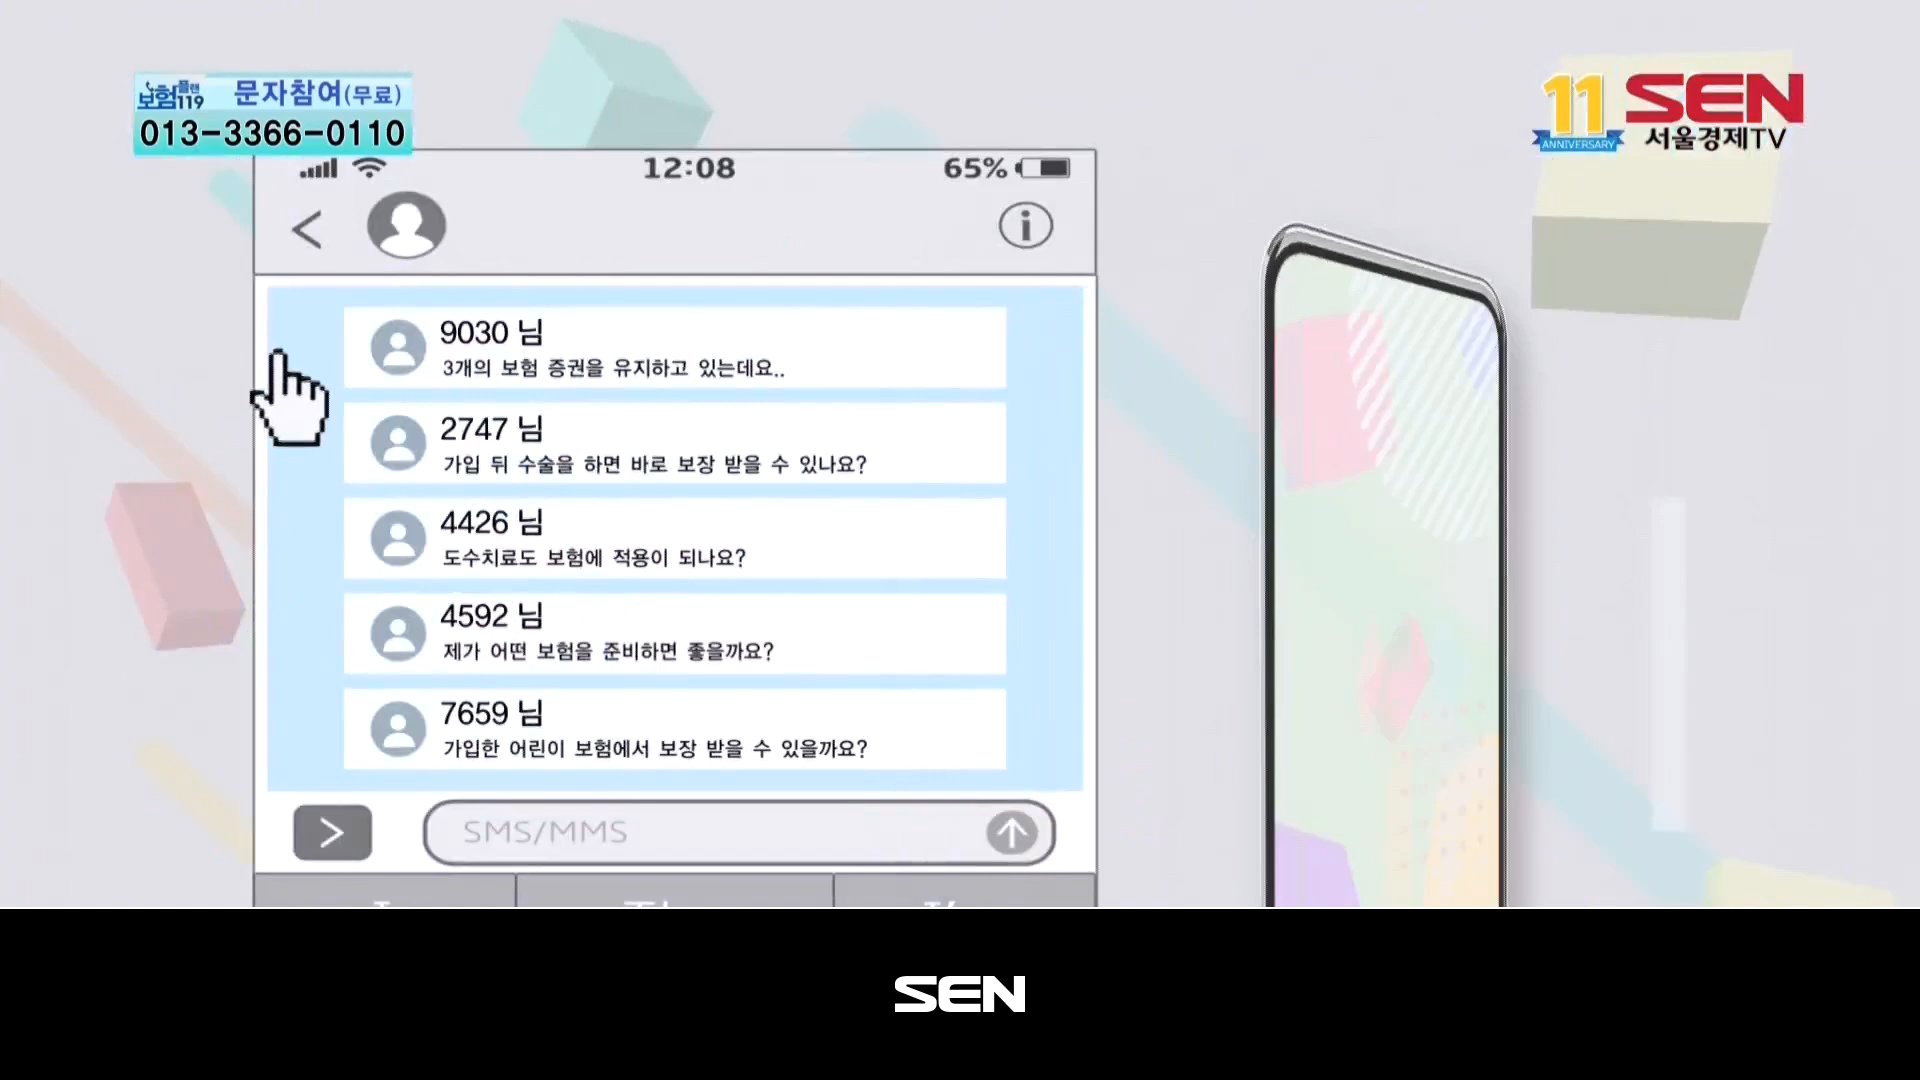 보험플랜119 문자참여(무료)
013-3366-0110
11 SEN
ANNIVERSARY 서울경제TV
12:08 65%
9030 님
3개의 보험 증권을 유지하고 있는데요..
2747 님
가입 뒤 수술을 하면 바로 보장 받을 수 있나요?
4426 님
도수치료도 보험에 적용이 되나요?
4592 님
제가 어떤 보험을 준비하면 좋을까요?
7659 님
가입한 어린이 보험에서 보장 받을 수 있을까요?
SMS/MMS
SEN